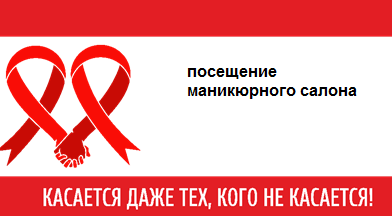 посещение
маникюрного салона
КАСАЕТСЯ ДАЖЕ ТЕХ, КОГО НЕ КАСАЕТСЯ!